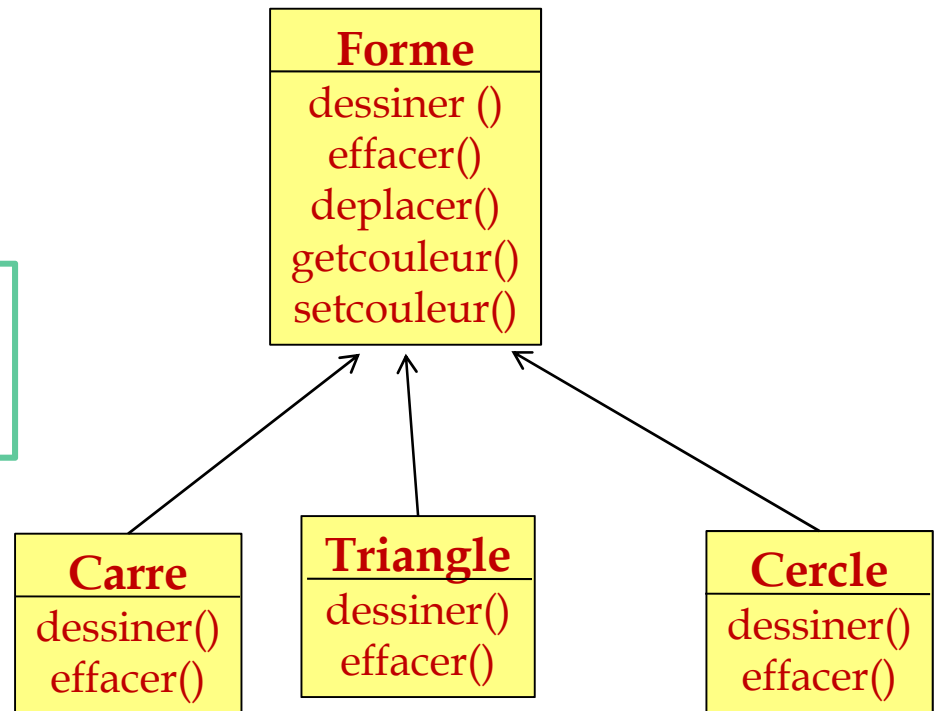 Forme
dessiner ()
effacer()
deplacer()
getcouleur()
setcouleur()
Carre
dessiner()
effacer()
Triangle
dessiner()
effacer()
Cercle
dessiner()
effacer()